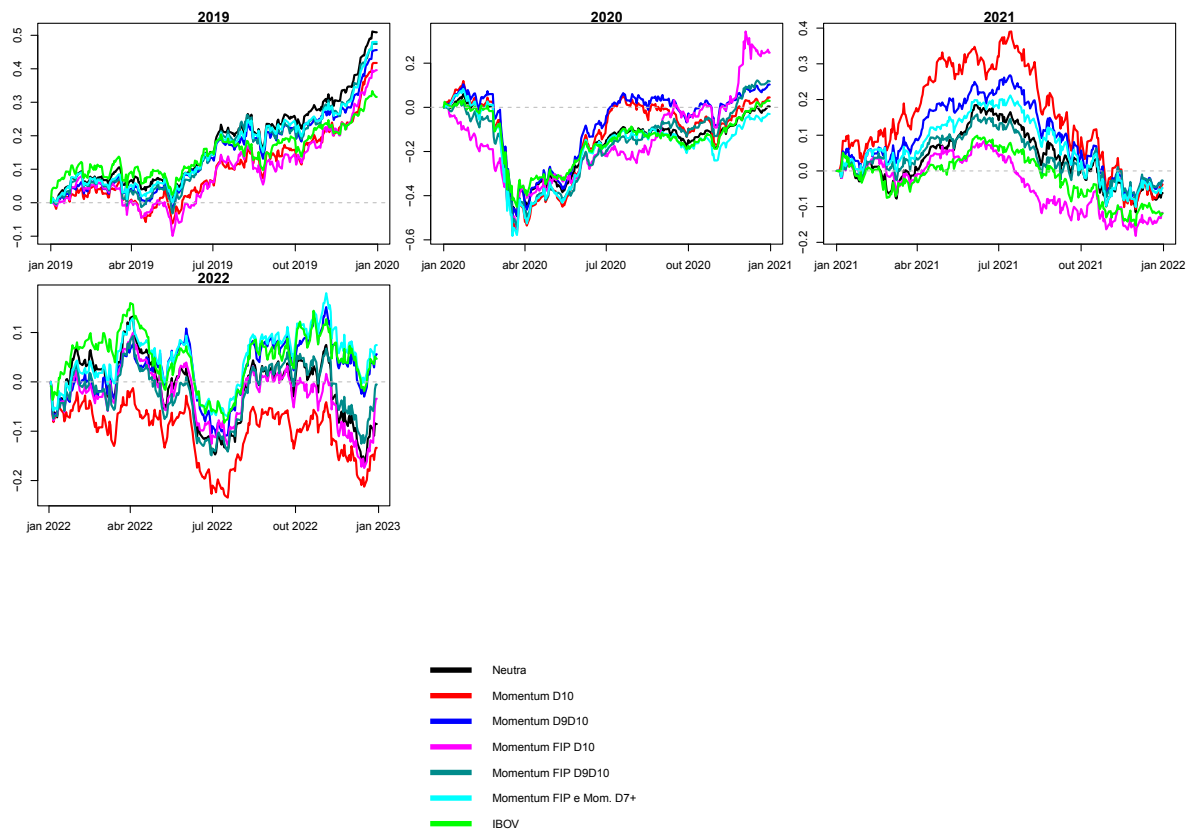 2019
0.5
0.4
0.3
0.2
0.1
0.0
−0.1
jan 2019 abr 2019 jul 2019 out 2019 jan 2020
2020
0.2
0.0
−0.2
−0.4
−0.6
jan 2020 abr 2020 jul 2020 out 2020 jan 2021
2021
0.4
0.3
0.2
0.1
0.0
−0.1
−0.2
jan 2021 abr 2021 jul 2021 out 2021 jan 2022
2022
0.1
0.0
−0.1
−0.2
jan 2022 abr 2022 jul 2022 out 2022 jan 2023
Neutra
Momentum D10
Momentum D9D10
Momentum FIP D10
Momentum FIP D9D10
Momentum FIP e Mom. D7+
IBOV